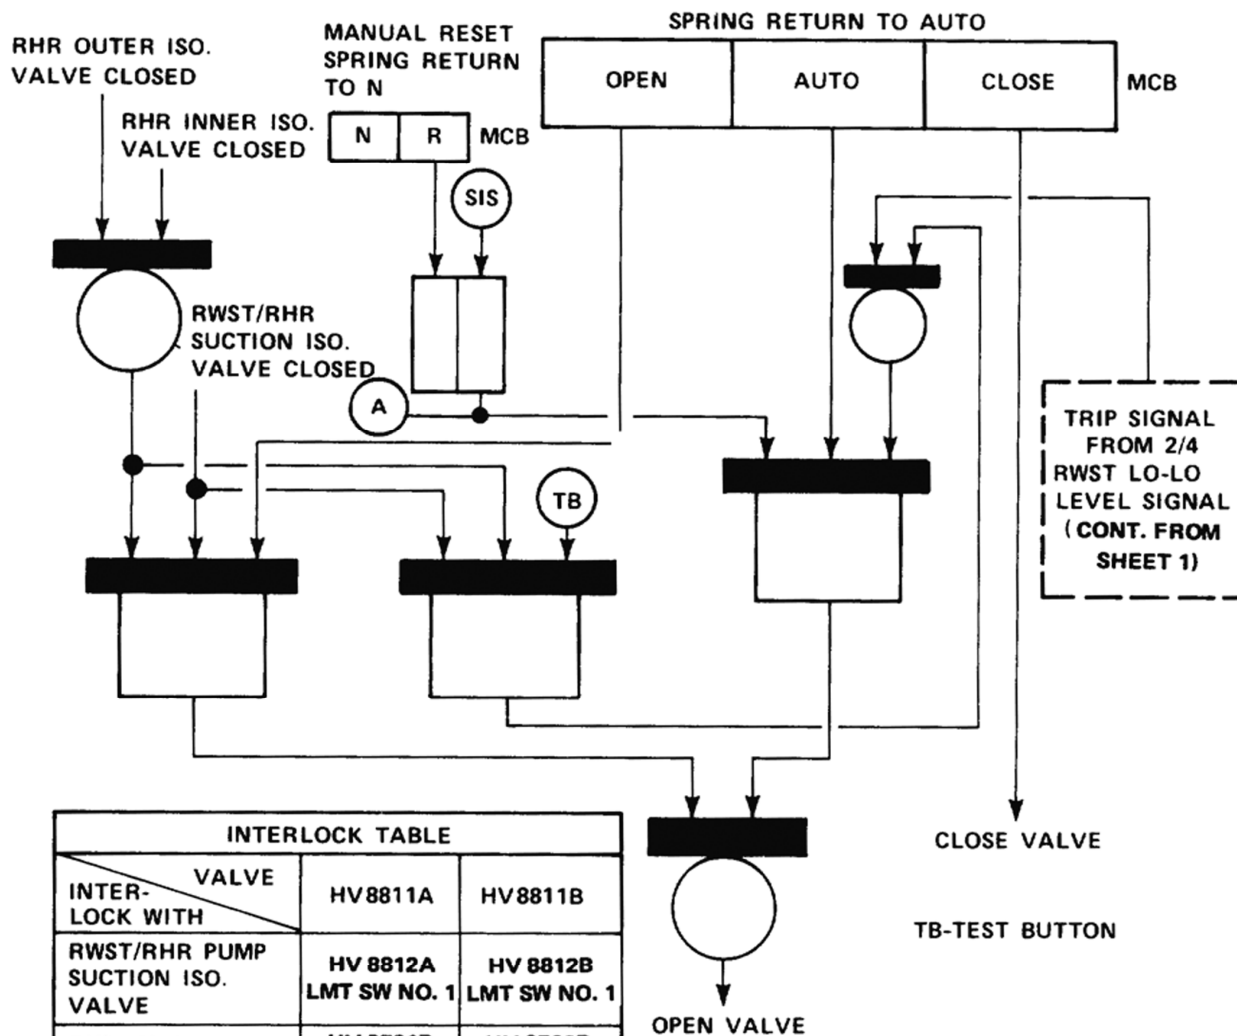 SPRING RETURN TO AUTO
RHR OUTER ISO.
VALVE CLOSED
MANUAL RESET
SPRING RETURN
TO N
OPEN
AUTO
CLOSE
MCB
RHR INNER ISO.
VALVE CLOSED
N
R
MCB
SIS
RWST/RHR
SUCTION ISO.
VALVE CLOSED
A
TRIP SIGNAL
FROM 2/4
RWST LO-LO
LEVEL SIGNAL
(CONT. FROM
SHEET 1)
TB
INTERLOCK TABLE
VALVE
INTER-
LOCK WITH
HV8811A
HV8811B
RWST/RHR PUMP
SUCTION ISO.
VALVE
HV 8812A
LMT SW NO. 1
HV 8812B
LMT SW NO. 1
CLOSE VALVE
TB-TEST BUTTON
OPEN VALVE